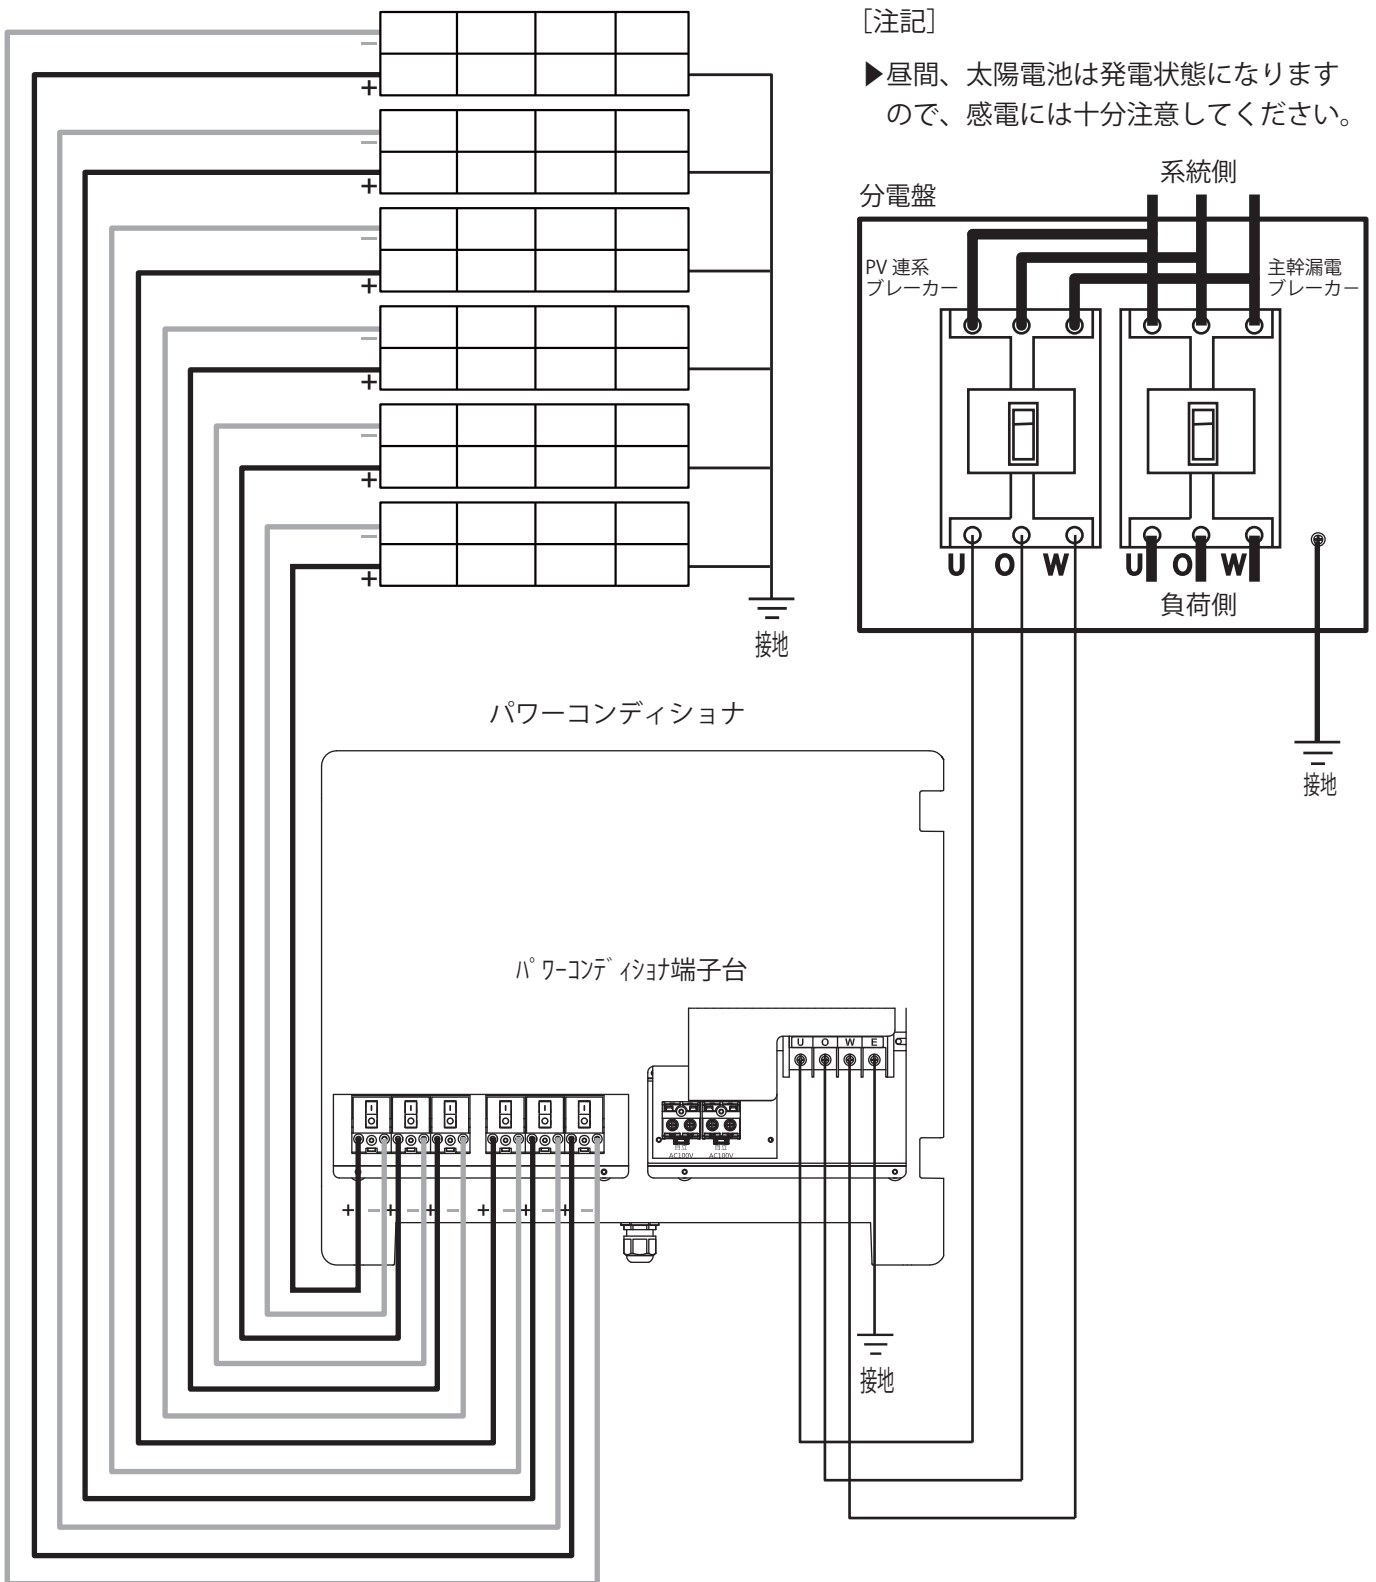 [注記]
▶昼間、太陽電池は発電状態になります
ので、感電には十分注意してください。
−
+
−
+
−
+
−
+
−
+
−
+
接地
分電盤
系統側
PV 連系
ブレーカー
主幹漏電
ブレーカー
U O W
U O W
負荷側
接地
パワーコンディショナ
ﾊﾟﾜｰｺﾝﾃﾞｨｼｮﾅ端子台
U O W E
自立 自立
AC100V AC100V
+ − + − + − + − + − + −
接地